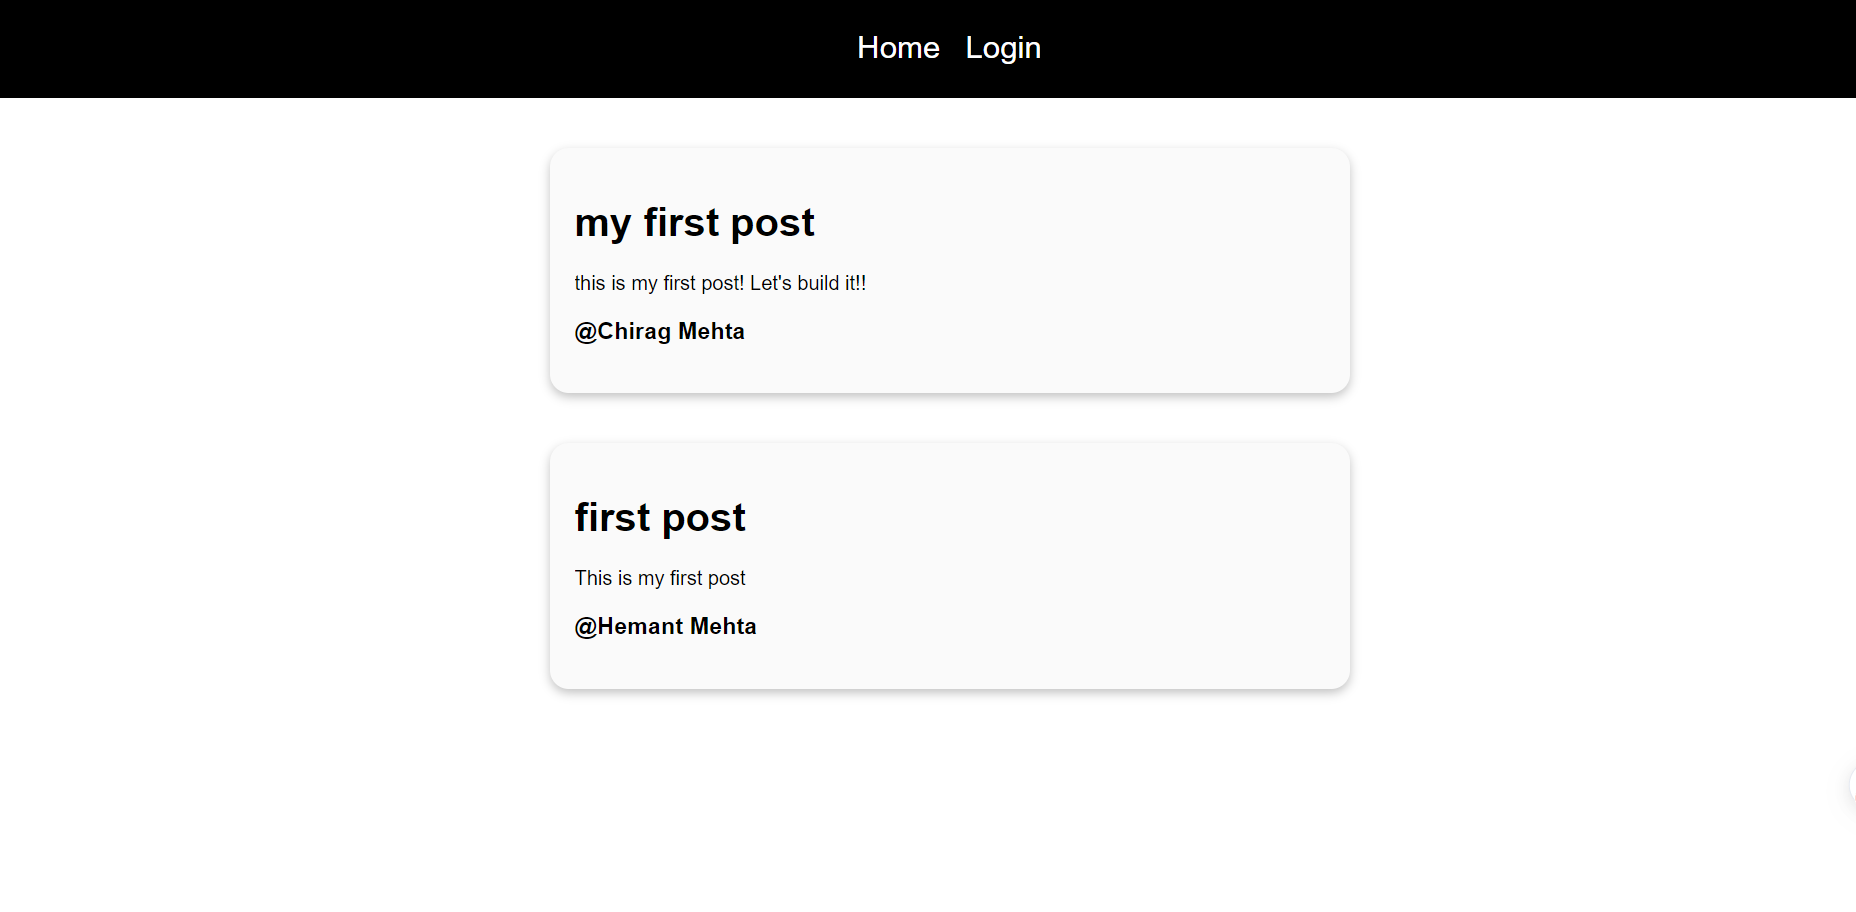 Home Login
my first post
this is my first post! Let's build it!!
@Chirag Mehta
first post
This is my first post
@Hemant Mehta